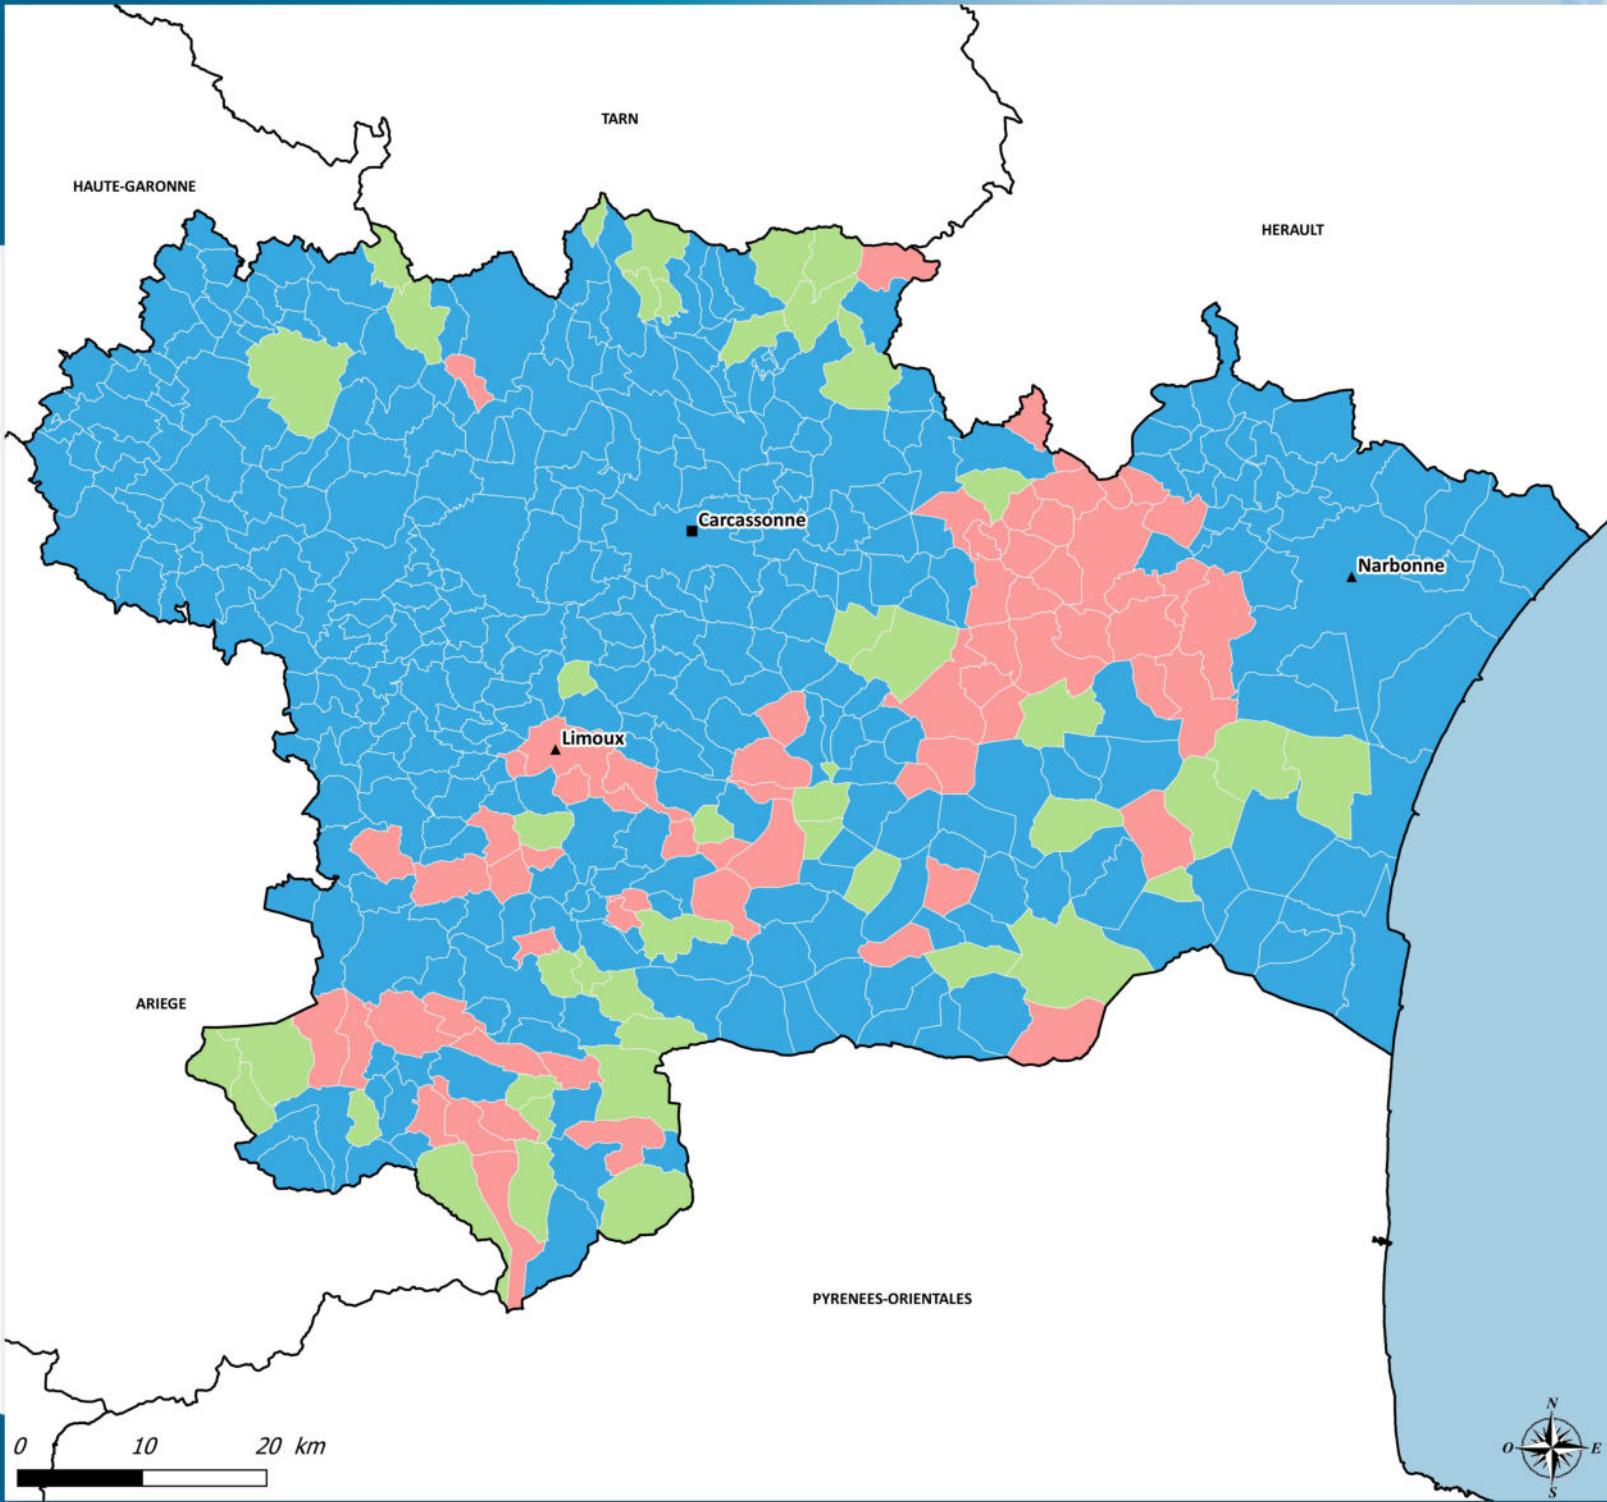 TARN
HAUTE-GARONNE
HERAULT
Carcassonne
Narbonne
Limoux
ARIEGE
PYRENEES-ORIENTALES
0 10 20 km
N
O E
S